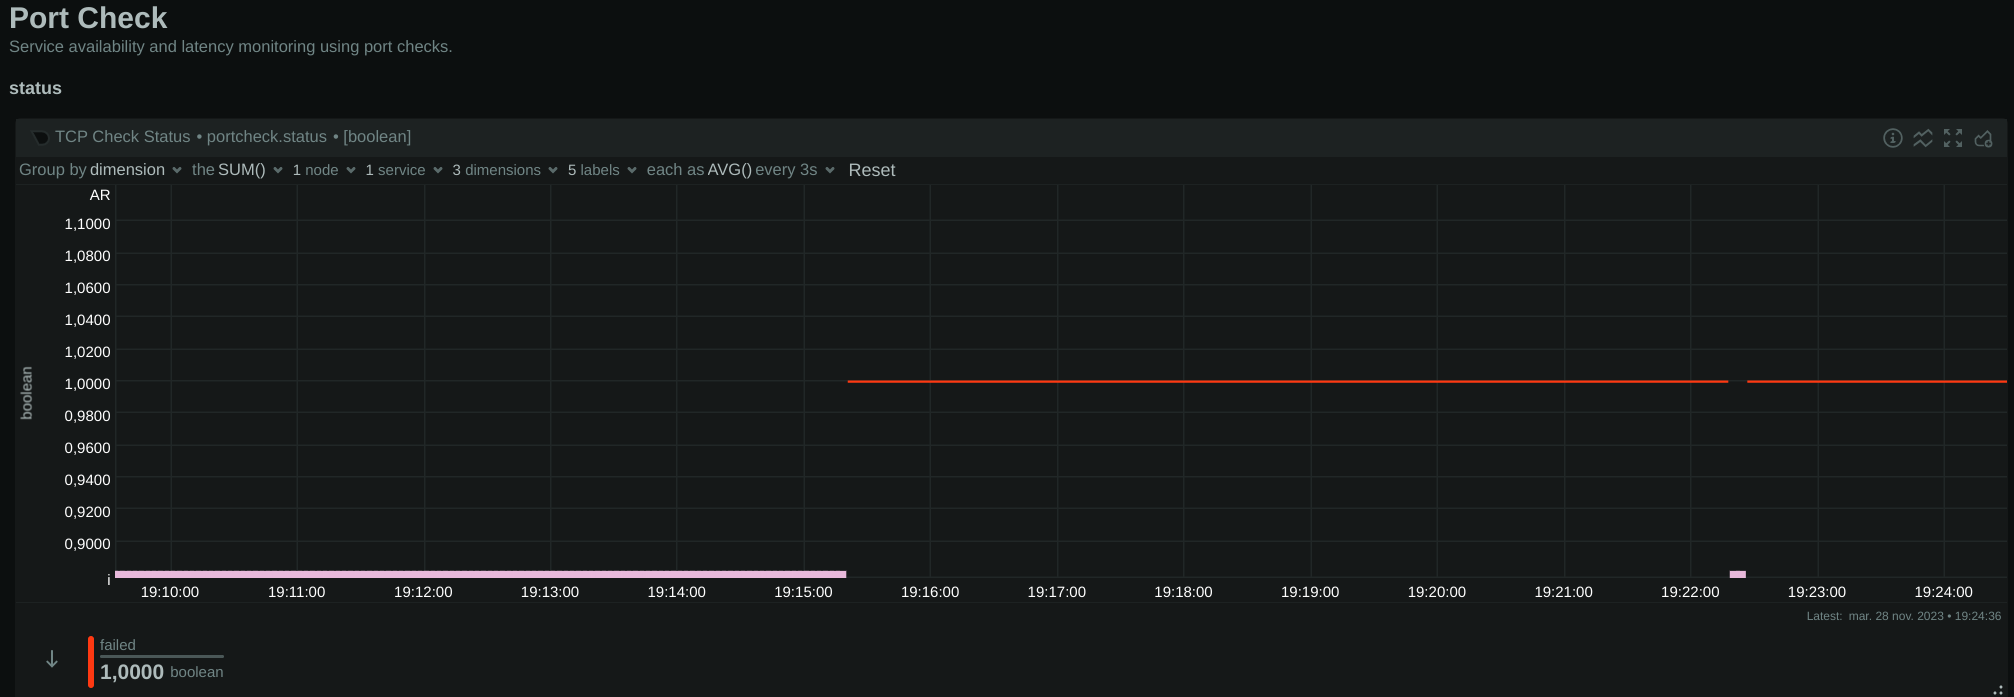 Port Check
Service availability and latency monitoring using port checks.
status
TCP Check Status • portcheck.status • [boolean]
Group by dimension the SUM() 1 node 1 service 3 dimensions 5 labels each as AVG() every 3s Reset
AR
1,1000
1,0800
1,0600
1,0400
1,0200
1,0000
0,9800
0,9600
0,9400
0,9200
0,9000
i
boolean
19:10:00 19:11:00 19:12:00 19:13:00 19:14:00 19:15:00 19:16:00 19:17:00 19:18:00 19:19:00 19:20:00 19:21:00 19:22:00 19:23:00 19:24:00
Latest: mar. 28 nov. 2023 • 19:24:36
failed
1,0000 boolean